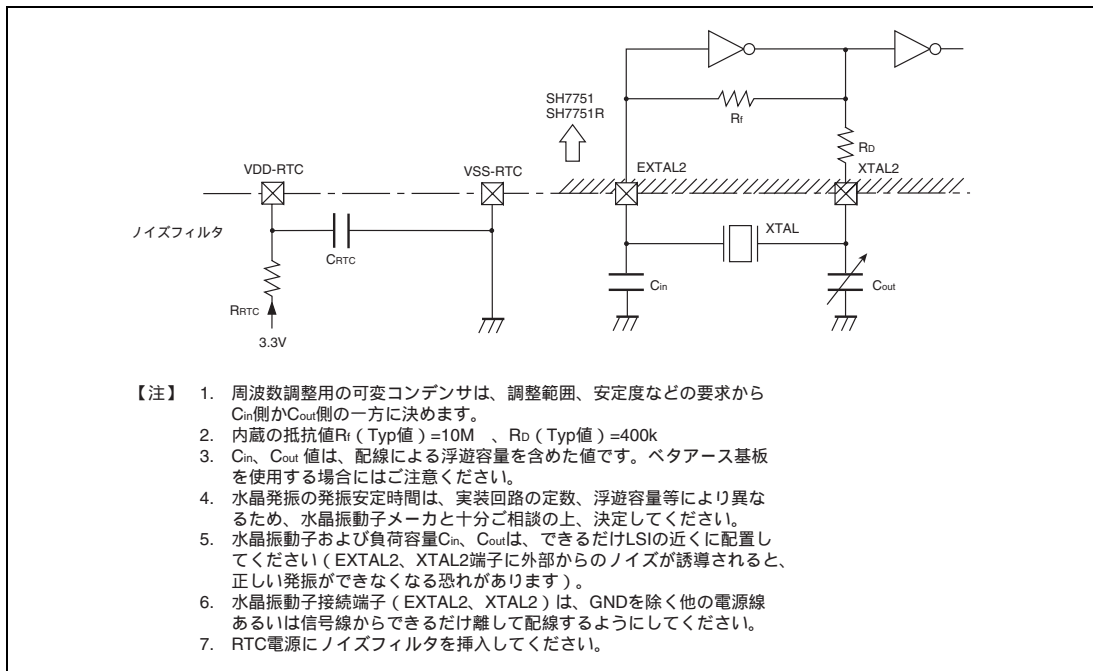 SH7751
SH7751R
Rf
RD
VDD-RTC
VSS-RTC
EXTAL2
XTAL2
ノイズフィルタ
CRTC
XTAL
RRTC
Cin
Cout
3.3V
【注】 1. 周波数調整用の可変コンデンサは、調整範囲、安定度などの要求から
Cin側かCout側の一方に決めます。
2. 内蔵の抵抗値Rf（Typ値）=10M 、RD（Typ値）=400k
3. Cin、Cout 値は、配線による浮遊容量を含めた値です。ベタアース基板
を使用する場合にはご注意ください。
4. 水晶発振の発振安定時間は、実装回路の定数、浮遊容量等により異な
るため、水晶振動子メーカと十分ご相談の上、決定してください。
5. 水晶振動子および負荷容量Cin、Coutは、できるだけLSIの近くに配置し
てください（EXTAL2、XTAL2端子に外部からのノイズが誘導されると、
正しい発振ができなくなる恐れがあります）。
6. 水晶振動子接続端子（EXTAL2、XTAL2）は、GNDを除く他の電源線
あるいは信号線からできるだけ離して配線するようにしてください。
7. RTC電源にノイズフィルタを挿入してください。